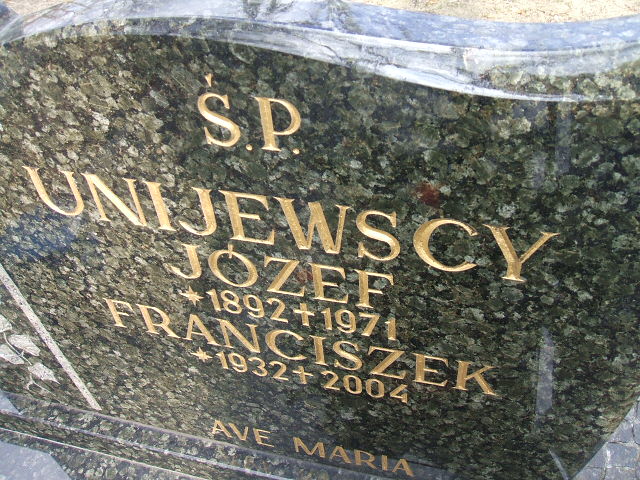 Ś.P.
UNIJEWSCY
JÓZEF
*1892+1971
FRANCISZEK
*1932+2004
AVE MARIA